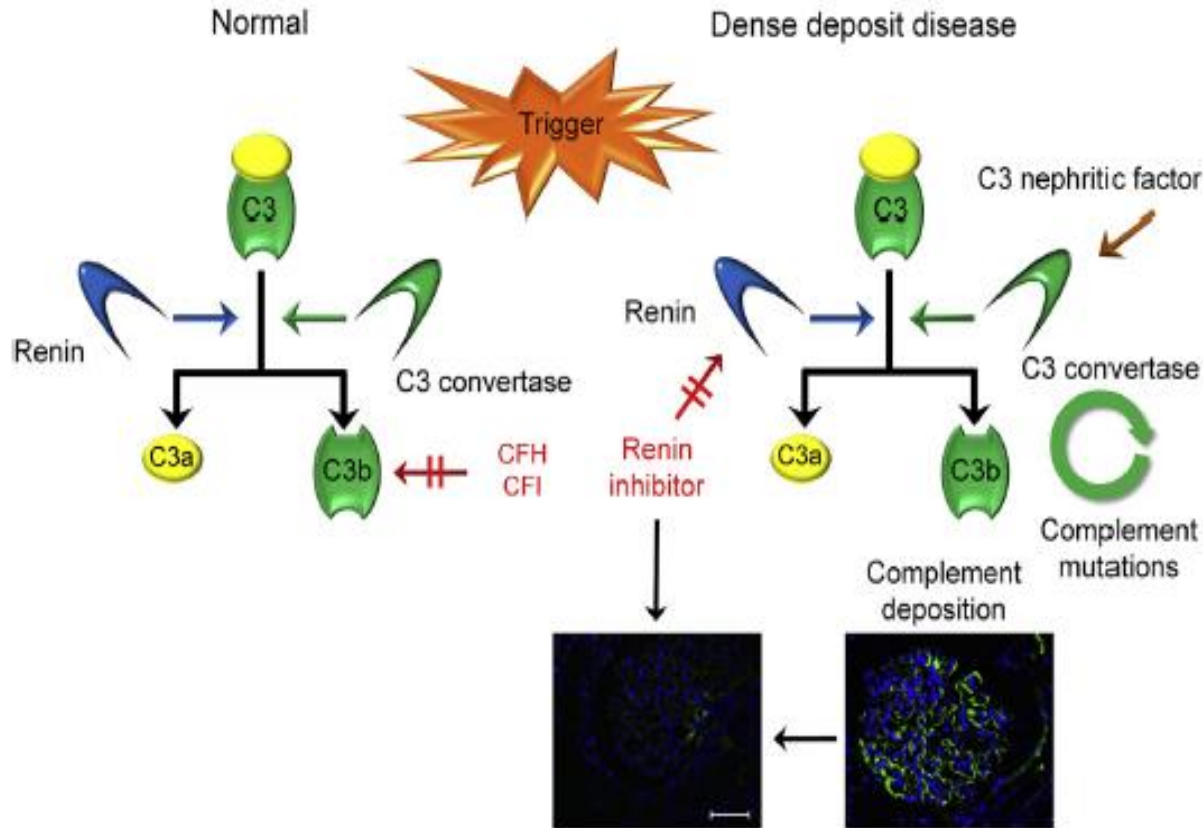 Normal
Dense deposit disease
Trigger
C3
C3
C3 nephritic factor
Renin
C3 convertase
Renin
C3 convertase
C3a
C3b
CFH
CFI
Renin
inhibitor
C3a
C3b
Complement
mutations
Complement
deposition